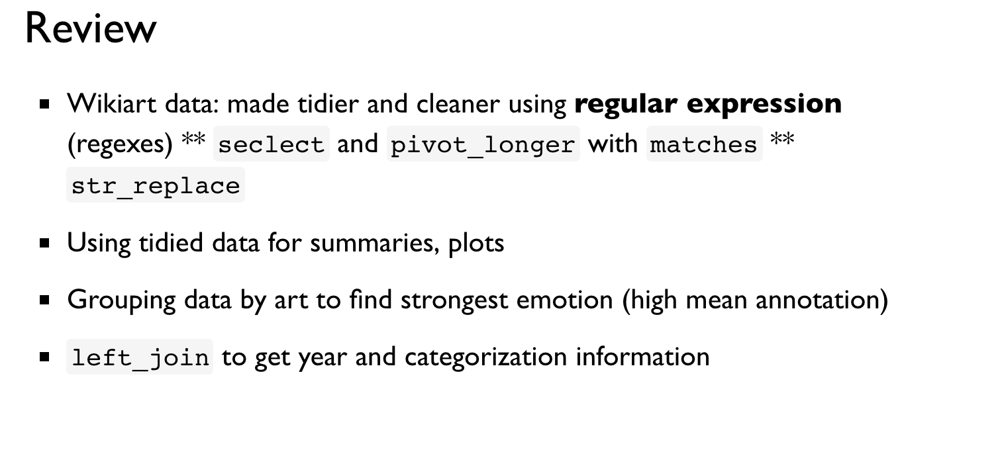 Review
▪ Wikiart data: made tidier and cleaner using regular expression
(regexes) ** seclect and pivot_longer with matches **
str_replace
▪ Using tidied data for summaries, plots
▪ Grouping data by art to find strongest emotion (high mean annotation)
▪ left_join to get year and categorization information